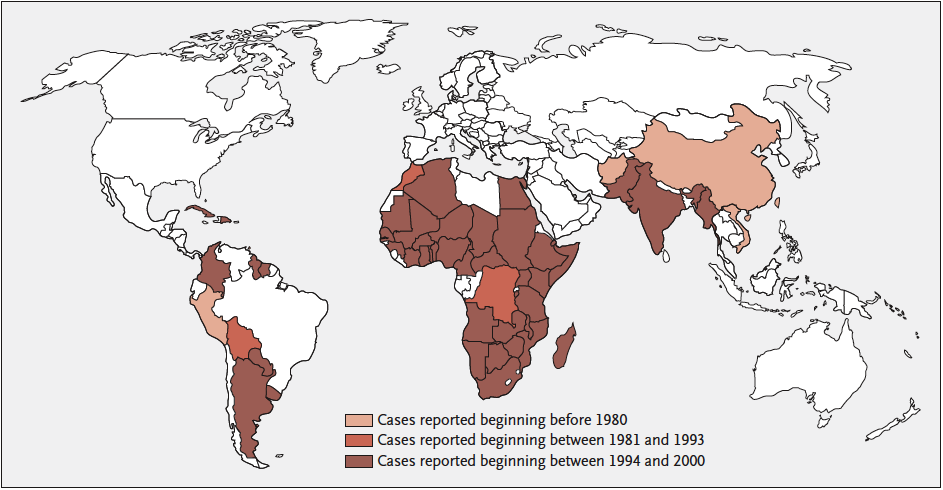 Cases reported beginning before 1980
Cases reported beginning between 1981 and 1993
Cases reported beginning between 1994 and 2000